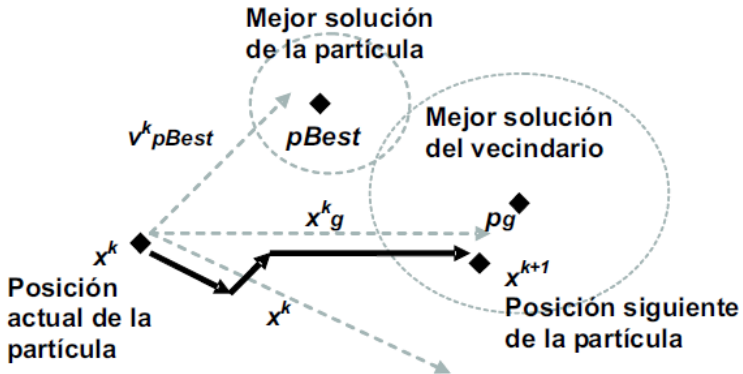 Mejor solución
de la partícula
pBest
v^k pBest
Mejor solución
del vecindario
x^k g
pg
x^k
Posición
actual de la
partícula
x^k
x^{k+1}
Posición siguiente
de la partícula